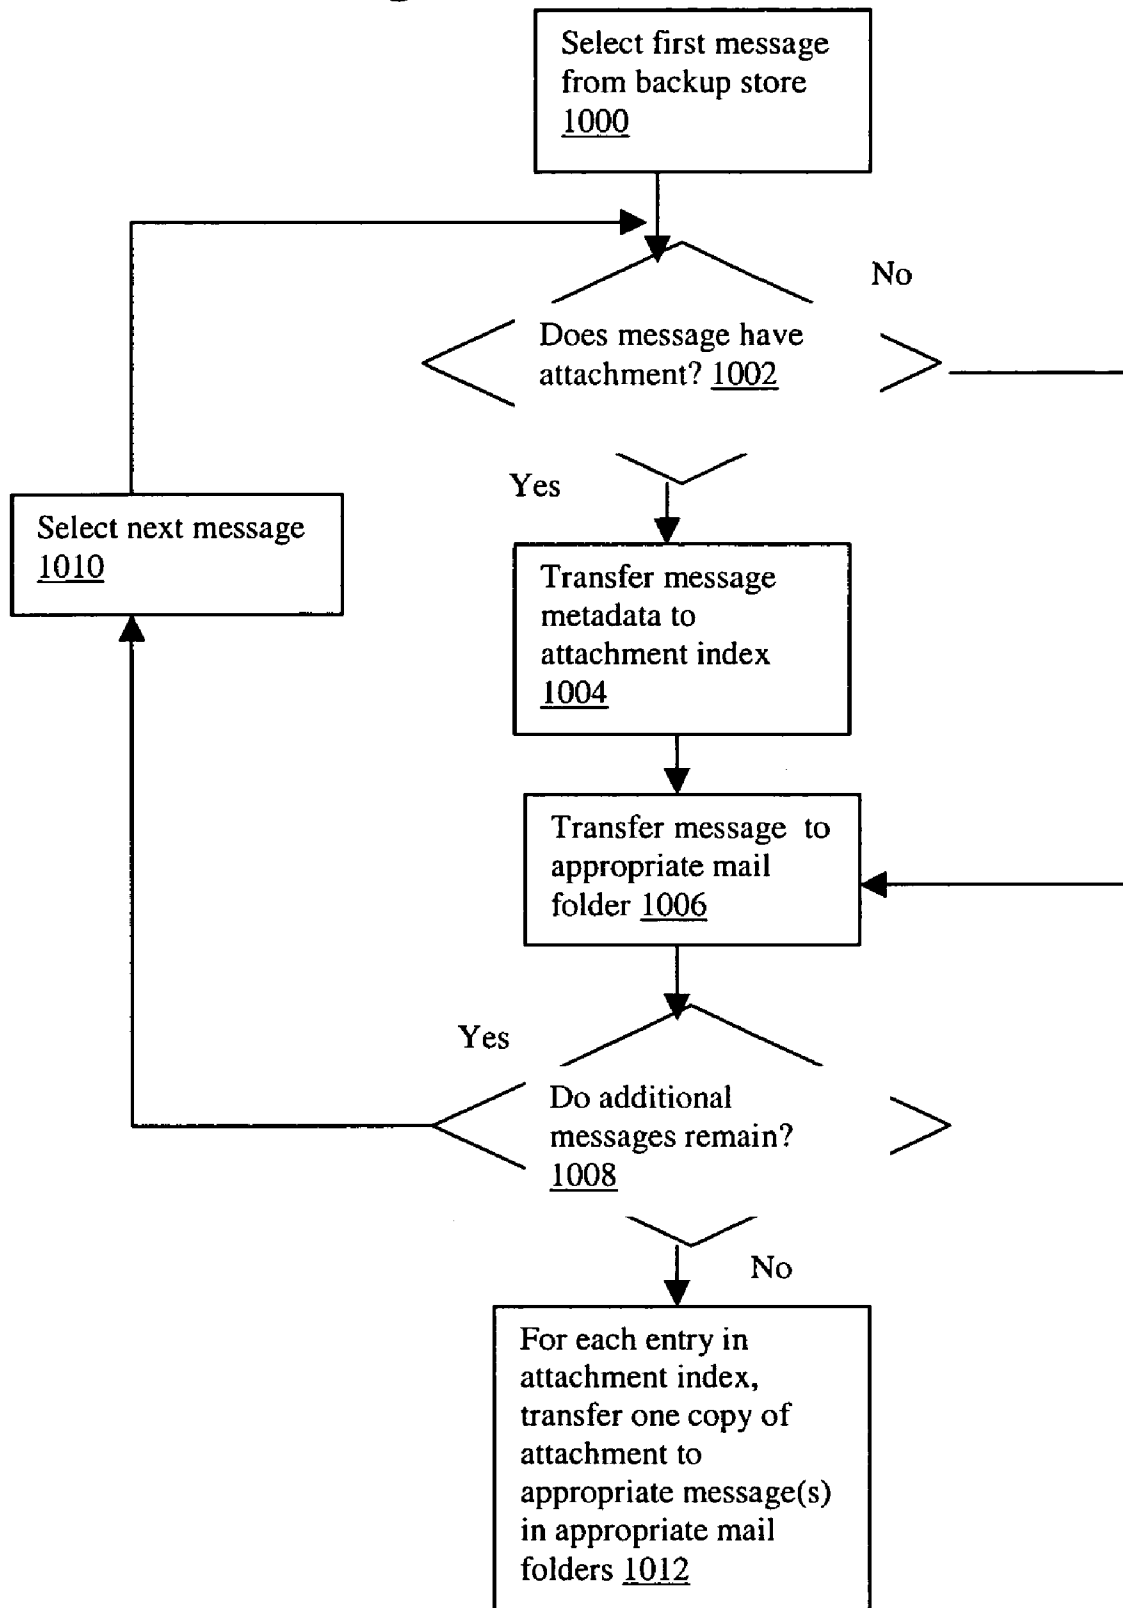 Select first message
from backup store
1000
No
Does message have
attachment? 1002
Yes
Select next message
1010
Transfer message
metadata to
attachment index
1004
Transfer message to
appropriate mail
folder 1006
Yes
Do additional
messages remain?
1008
No
For each entry in
attachment index,
transfer one copy of
attachment to
appropriate message(s)
in appropriate mail
folders 1012